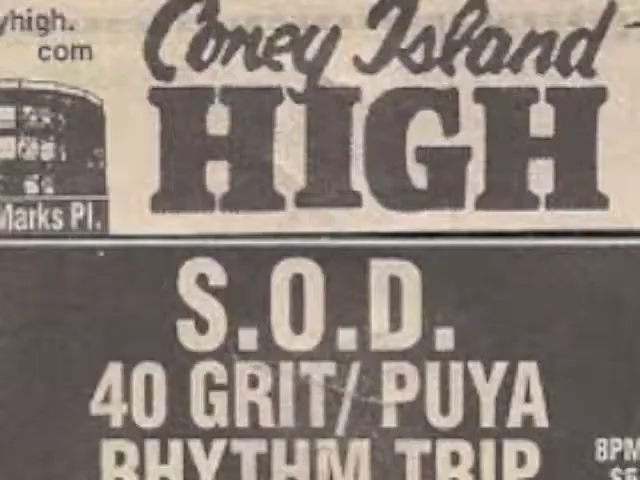 yhigh.
com
Coney Island
HIGH
Marks Pl.
S.O.D.
40 GRIT/ PUYA
RHYTHM TRIP
8PM